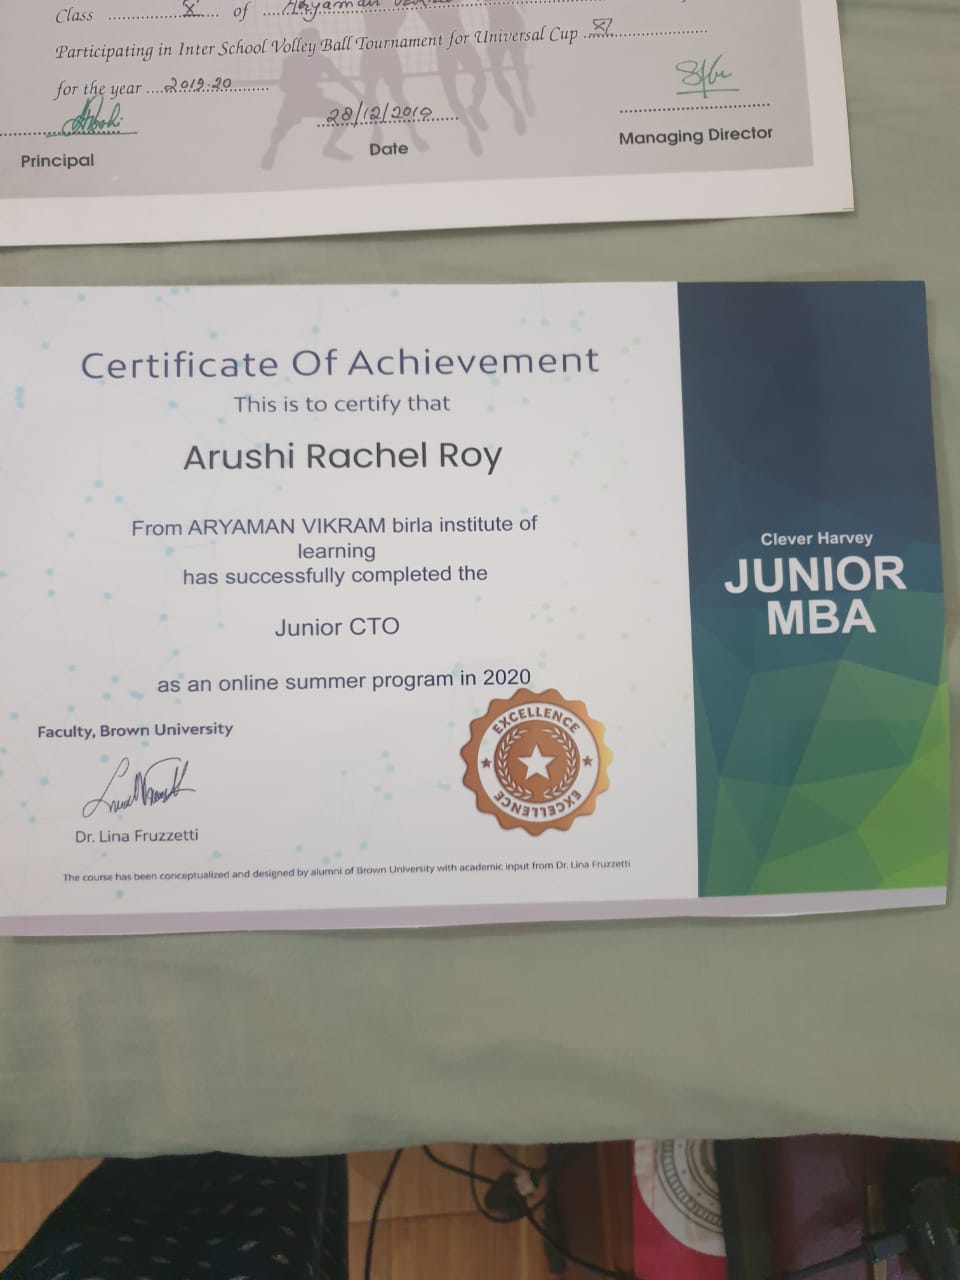 Class ............X...... of ....Aryaman
Participating in Inter School Volley Ball Tournament for Universal Cup ....XI....................
for the year ....2019-20.........
28/12/2019
Principal
Date
Managing Director
Certificate Of Achievement
This is to certify that
Arushi Rachel Roy
From ARYAMAN VIKRAM birla institute of
learning
has successfully completed the
Junior CTO
as an online summer program in 2020
Faculty, Brown University
Dr. Lina Fruzzetti
The course has been conceptualized and designed by alumni of Brown University with academic input from Dr. Lina Fruzzetti
EXCELLENCE
EXCELLENCE
Clever Harvey
JUNIOR
MBA